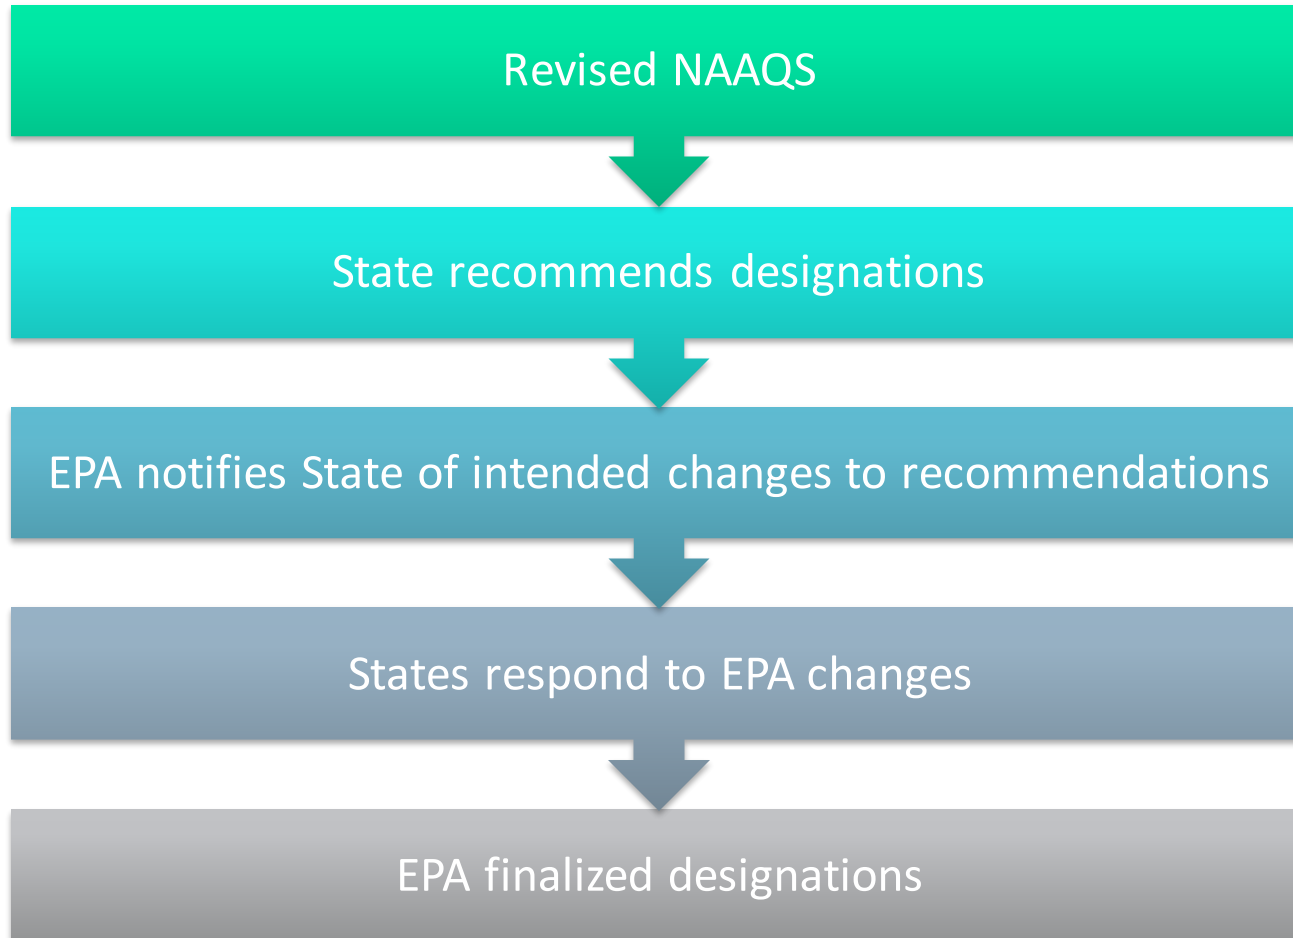 Revised NAAQS
State recommends designations
EPA notifies State of intended changes to recommendations
States respond to EPA changes
EPA finalized designations